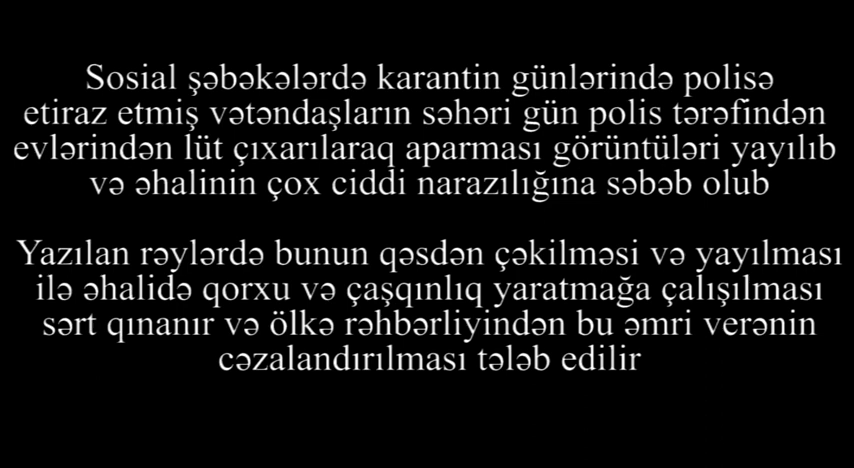 Sosial şəbəkələrdə karantin günlərində polisə
etiraz etmiş vətəndaşların səhəri gün polis tərəfindən
evlərindən lüt çıxarılaraq aparması görüntüləri yayılıb
və əhalinin çox ciddi narazılığına səbəb olub
Yazılan rəylərdə bunun qəsdən çəkilməsi və yayılması
ilə əhalidə qorxu və çaşqınlıq yaratmağa çalışılması
sərt qınanır və ölkə rəhbərliyindən bu əmri verənin
cəzalandırılması tələb edilir